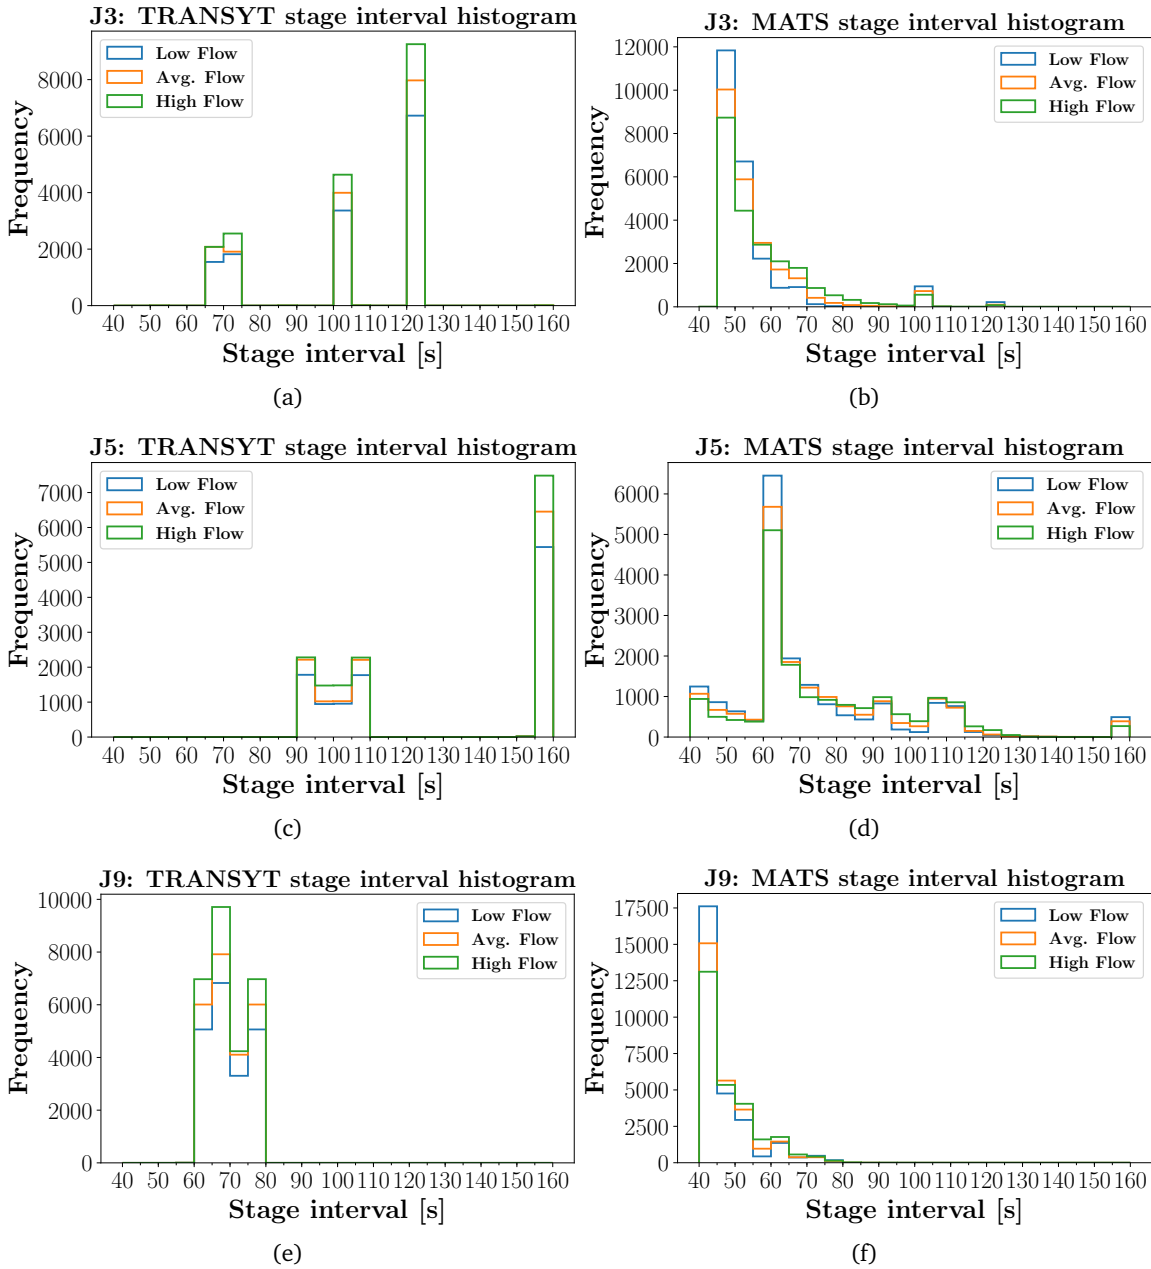 J3: TRANSYT stage interval histogram
Low Flow
Avg. Flow
High Flow
Frequency
8000
6000
4000
2000
0
40 50 60 70 80 90 100 110 120 130 140 150 160
Stage interval [s]
(a)
J3: MATS stage interval histogram
Low Flow
Avg. Flow
High Flow
Frequency
12000
10000
8000
6000
4000
2000
0
40 50 60 70 80 90 100 110 120 130 140 150 160
Stage interval [s]
(b)
J5: TRANSYT stage interval histogram
Low Flow
Avg. Flow
High Flow
Frequency
7000
6000
5000
4000
3000
2000
1000
0
40 50 60 70 80 90 100 110 120 130 140 150 160
Stage interval [s]
(c)
J5: MATS stage interval histogram
Low Flow
Avg. Flow
High Flow
Frequency
6000
5000
4000
3000
2000
1000
0
40 50 60 70 80 90 100 110 120 130 140 150 160
Stage interval [s]
(d)
J9: TRANSYT stage interval histogram
Low Flow
Avg. Flow
High Flow
Frequency
10000
8000
6000
4000
2000
0
40 50 60 70 80 90 100 110 120 130 140 150 160
Stage interval [s]
(e)
J9: MATS stage interval histogram
Low Flow
Avg. Flow
High Flow
Frequency
17500
15000
12500
10000
7500
5000
2500
0
40 50 60 70 80 90 100 110 120 130 140 150 160
Stage interval [s]
(f)